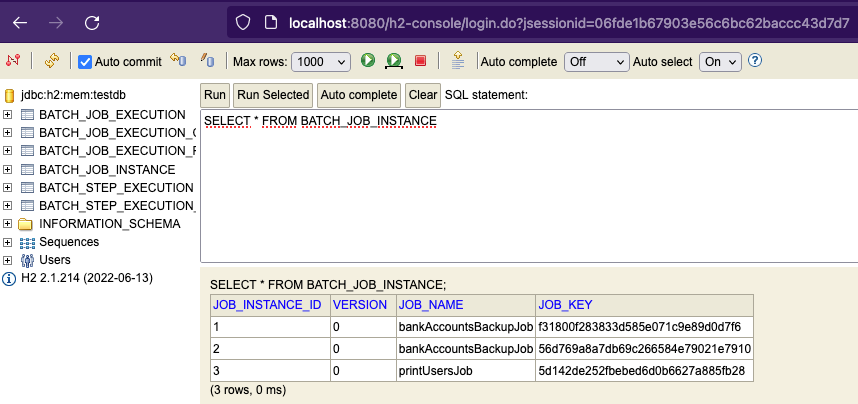 localhost:8080/h2-console/login.do?jsessionid=06fde1b67903e56c6bc62baccc43d7d7
Auto commit Max rows: 1000 Auto complete Off Auto select On ?
jdbc:h2:mem:testdb
BATCH_JOB_EXECUTION
BATCH_JOB_EXECUTION_C
BATCH_JOB_EXECUTION_F
BATCH_JOB_INSTANCE
BATCH_STEP_EXECUTION
BATCH_STEP_EXECUTION_
INFORMATION_SCHEMA
Sequences
Users
H2 2.1.214 (2022-06-13)
Run Run Selected Auto complete Clear SQL statement:
SELECT * FROM BATCH_JOB_INSTANCE
SELECT * FROM BATCH_JOB_INSTANCE;
JOB_INSTANCE_ID VERSION JOB_NAME JOB_KEY
1 0 bankAccountsBackupJob f31800f283833d585e071c9e89d0d7f6
2 0 bankAccountsBackupJob 56d769a8a7db69c266584e79021e7910
3 0 printUsersJob 5d142de252fbebed6d0b6627a885fb28
(3 rows, 0 ms)